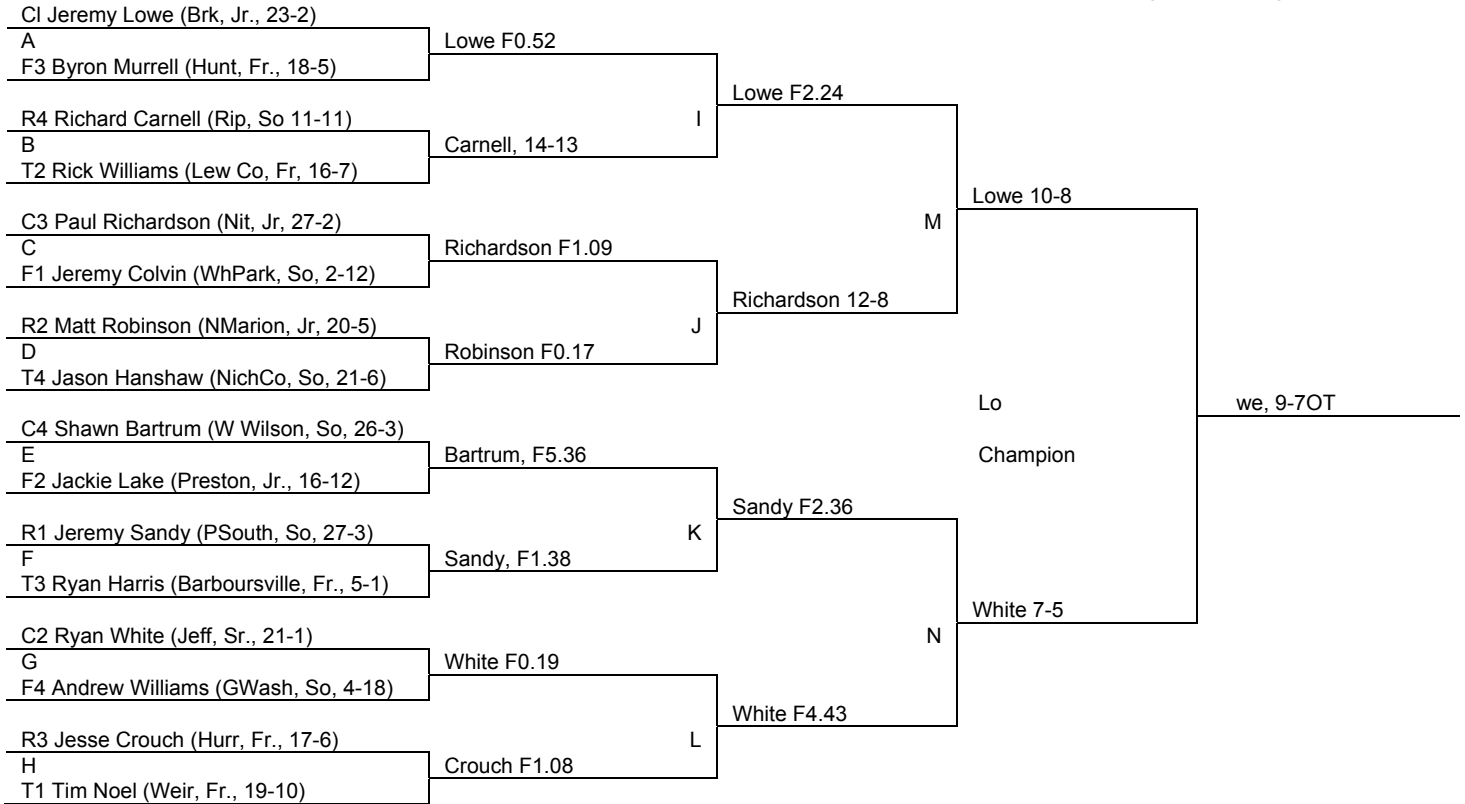 CI Jeremy Lowe (Brk, Jr., 23-2)
A
Lowe F0.52
F3 Byron Murrell (Hunt, Fr., 18-5)
Lowe F2.24
R4 Richard Carnell (Rip, So 11-11)
I
B
Carnell, 14-13
T2 Rick Williams (Lew Co, Fr, 16-7)
Lowe 10-8
C3 Paul Richardson (Nit, Jr, 27-2)
M
C
Richardson F1.09
F1 Jeremy Colvin (WhPark, So, 2-12)
Richardson 12-8
R2 Matt Robinson (NMarion, Jr, 20-5)
J
D
Robinson F0.17
T4 Jason Hanshaw (NichCo, So, 21-6)
Lo we, 9-7OT
C4 Shawn Bartrum (W Wilson, So, 26-3)
E
Bartrum, F5.36
Champion
F2 Jackie Lake (Preston, Jr., 16-12)
Sandy F2.36
R1 Jeremy Sandy (PSouth, So, 27-3)
K
F
Sandy, F1.38
T3 Ryan Harris (Barboursville, Fr., 5-1)
White 7-5
C2 Ryan White (Jeff, Sr., 21-1)
N
G
White F0.19
F4 Andrew Williams (GWash, So, 4-18)
White F4.43
R3 Jesse Crouch (Hurr, Fr., 17-6)
L
H
Crouch F1.08
T1 Tim Noel (Weir, Fr., 19-10)